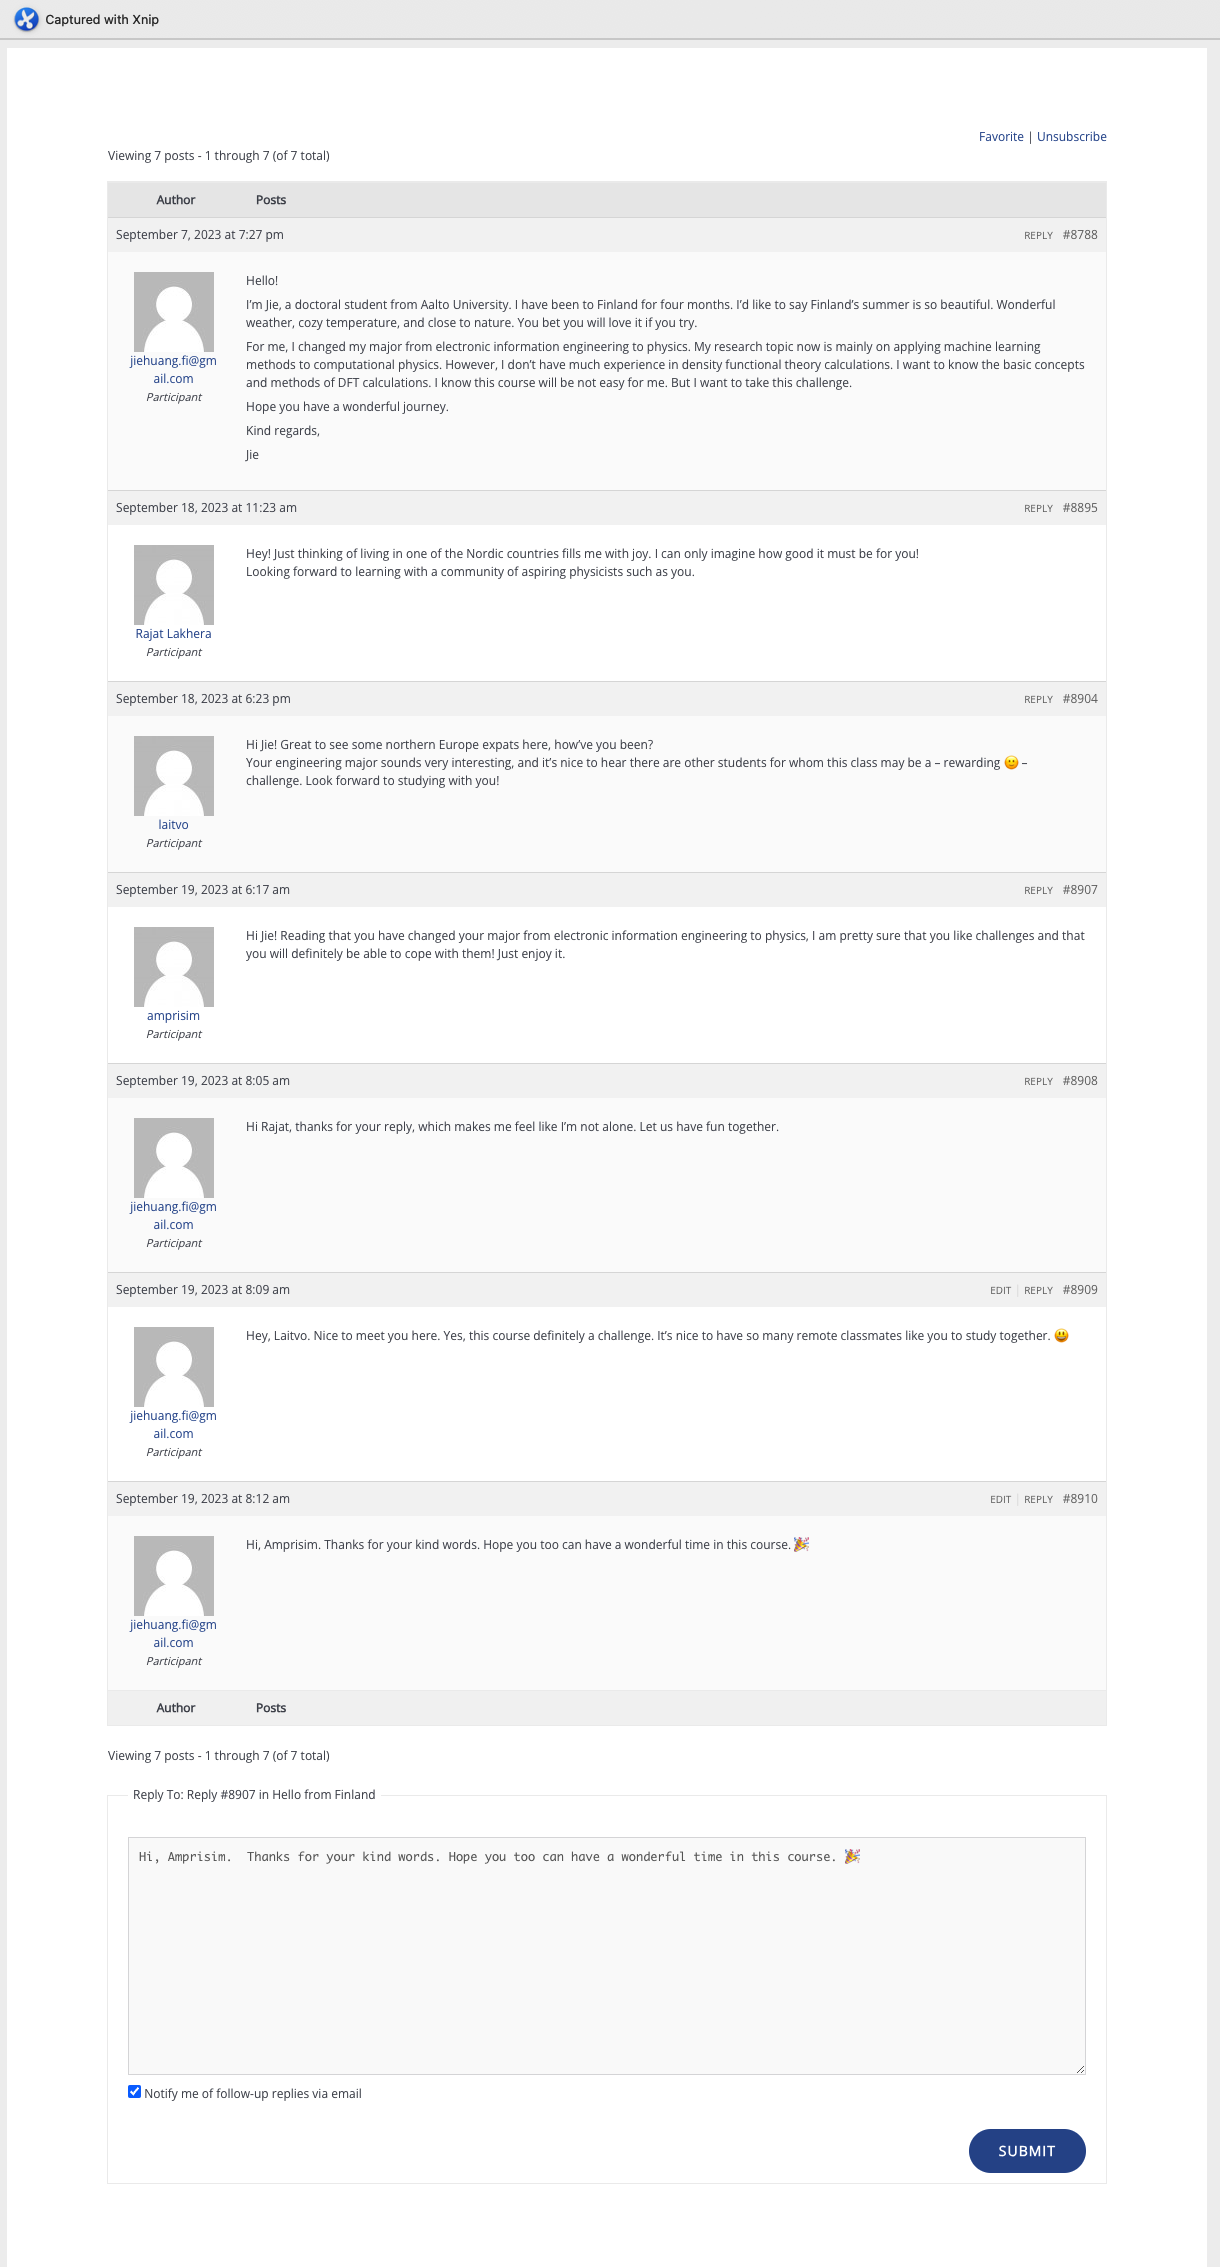 Captured with Xnip
Favorite | Unsubscribe
Viewing 7 posts - 1 through 7 (of 7 total)
Author Posts
September 7, 2023 at 7:27 pm REPLY #8788
Hello!
I’m Jie, a doctoral student from Aalto University. I have been to Finland for four months. I’d like to say Finland’s summer is so beautiful. Wonderful
weather, cozy temperature, and close to nature. You bet you will love it if you try.
For me, I changed my major from electronic information engineering to physics. My research topic now is mainly on applying machine learning
methods to computational physics. However, I don’t have much experience in density functional theory calculations. I want to know the basic concepts
and methods of DFT calculations. I know this course will be not easy for me. But I want to take this challenge.
Hope you have a wonderful journey.
Kind regards,
Jie
jiehuang.fi@gm
ail.com
Participant
September 18, 2023 at 11:23 am REPLY #8895
Hey! Just thinking of living in one of the Nordic countries fills me with joy. I can only imagine how good it must be for you!
Looking forward to learning with a community of aspiring physicists such as you.
Rajat Lakhera
Participant
September 18, 2023 at 6:23 pm REPLY #8904
Hi Jie! Great to see some northern Europe expats here, how’ve you been?
Your engineering major sounds very interesting, and it’s nice to hear there are other students for whom this class may be a – rewarding 🙂 –
challenge. Look forward to studying with you!
laitvo
Participant
September 19, 2023 at 6:17 am REPLY #8907
Hi Jie! Reading that you have changed your major from electronic information engineering to physics, I am pretty sure that you like challenges and that
you will definitely be able to cope with them! Just enjoy it.
amprisim
Participant
September 19, 2023 at 8:05 am REPLY #8908
Hi Rajat, thanks for your reply, which makes me feel like I’m not alone. Let us have fun together.
jiehuang.fi@gm
ail.com
Participant
September 19, 2023 at 8:09 am EDIT | REPLY #8909
Hey, Laitvo. Nice to meet you here. Yes, this course definitely a challenge. It’s nice to have so many remote classmates like you to study together. 😃
jiehuang.fi@gm
ail.com
Participant
September 19, 2023 at 8:12 am EDIT | REPLY #8910
Hi, Amprisim. Thanks for your kind words. Hope you too can have a wonderful time in this course. 🎉
jiehuang.fi@gm
ail.com
Participant
Author Posts
Viewing 7 posts - 1 through 7 (of 7 total)
Reply To: Reply #8907 in Hello from Finland
Hi, Amprisim.  Thanks for your kind words. Hope you too can have a wonderful time in this course. 🎉
Notify me of follow-up replies via email
SUBMIT